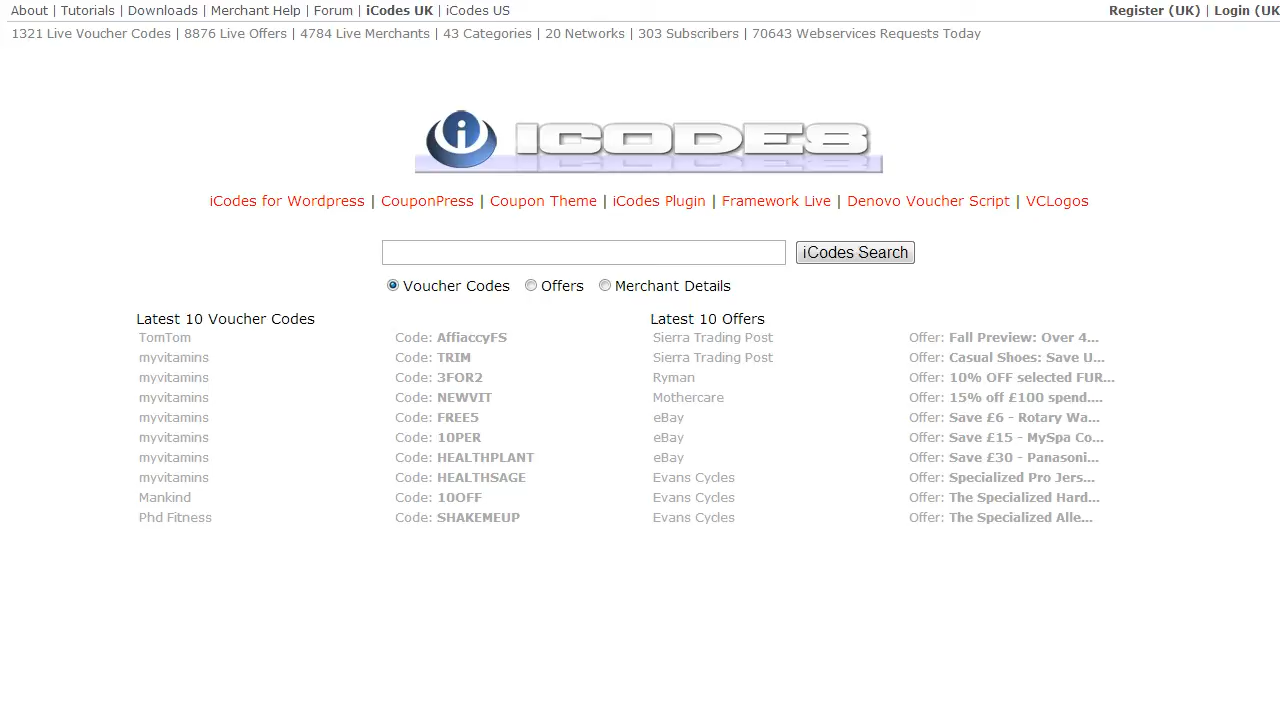 About | Tutorials | Downloads | Merchant Help | Forum | iCodes UK | iCodes US Register (UK) | Login (UK
1321 Live Voucher Codes | 8876 Live Offers | 4784 Live Merchants | 43 Categories | 20 Networks | 303 Subscribers | 70643 Webservices Requests Today
i ICODES
iCodes for Wordpress | CouponPress | Coupon Theme | iCodes Plugin | Framework Live | Denovo Voucher Script | VCLogos
iCodes Search
Voucher Codes Offers Merchant Details
Latest 10 Voucher Codes Latest 10 Offers
TomTom Code: AffiaccyFS Sierra Trading Post Offer: Fall Preview: Over 4...
myvitamins Code: TRIM Sierra Trading Post Offer: Casual Shoes: Save U...
myvitamins Code: 3FOR2 Ryman Offer: 10% OFF selected FUR...
myvitamins Code: NEWVIT Mothercare Offer: 15% off £100 spend....
myvitamins Code: FREE5 eBay Offer: Save £6 - Rotary Wa...
myvitamins Code: 10PER eBay Offer: Save £15 - MySpa Co...
myvitamins Code: HEALTHPLANT eBay Offer: Save £30 - Panasoni...
myvitamins Code: HEALTHSAGE Evans Cycles Offer: Specialized Pro Jers...
Mankind Code: 10OFF Evans Cycles Offer: The Specialized Hard...
Phd Fitness Code: SHAKEMEUP Evans Cycles Offer: The Specialized Alle...